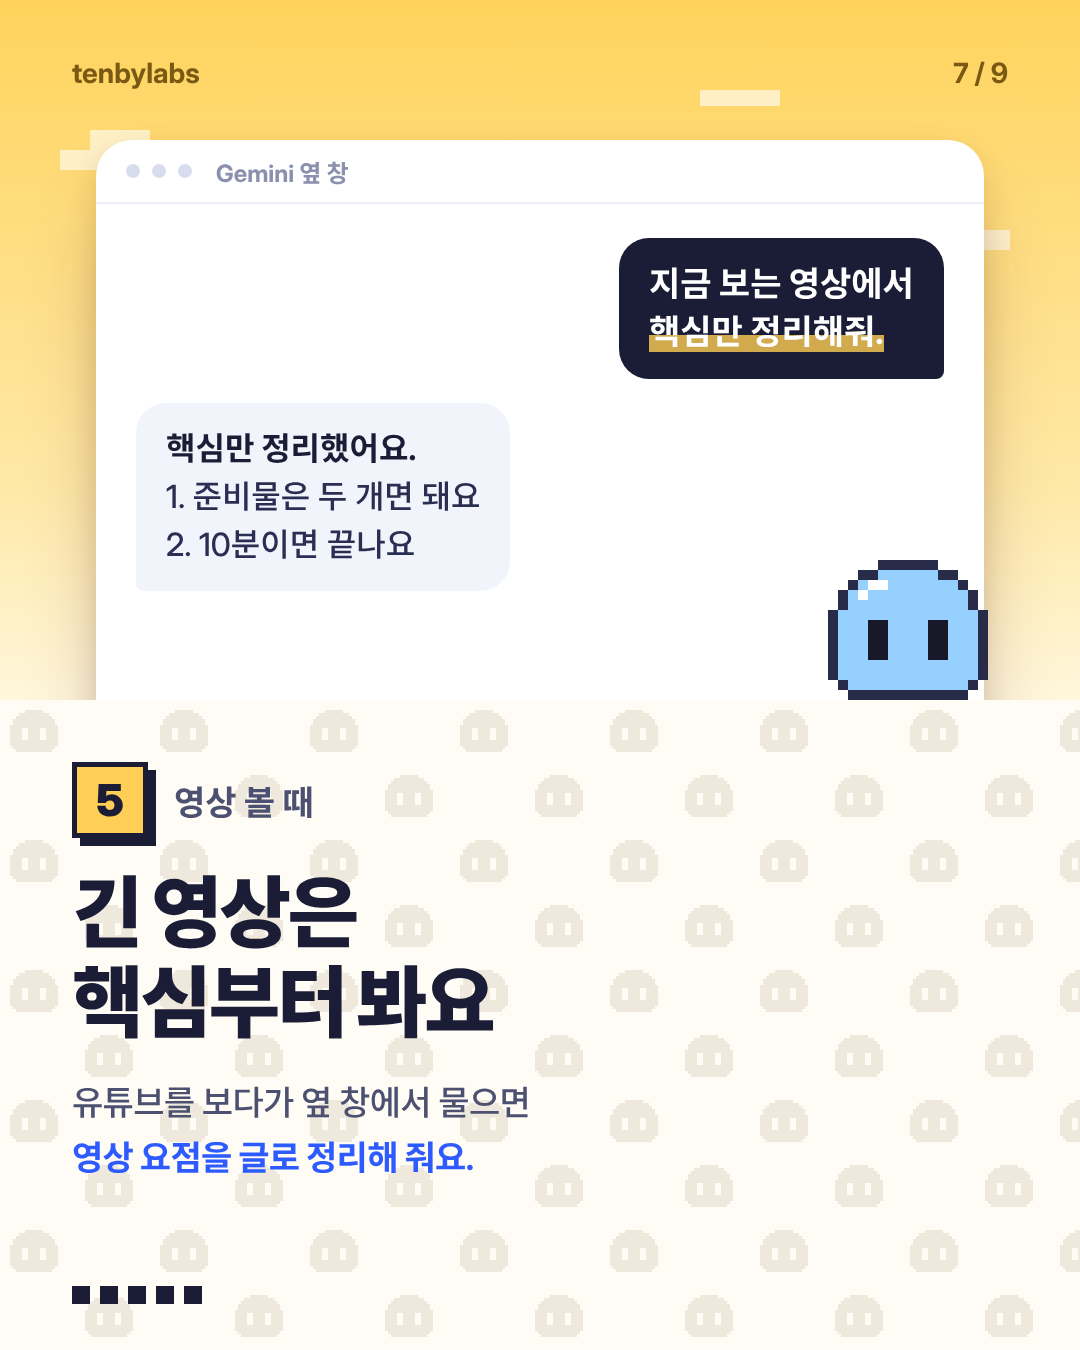 tenbylabs
7 / 9
Gemini 옆 창
지금 보는 영상에서
핵심만 정리해줘.
핵심만 정리했어요.
1. 준비물은 두 개면 돼요
2. 10분이면 끝나요
5
영상 볼 때
긴 영상은
핵심부터 봐요
유튜브를 보다가 옆 창에서 물으면
영상 요점을 글로 정리해 줘요.